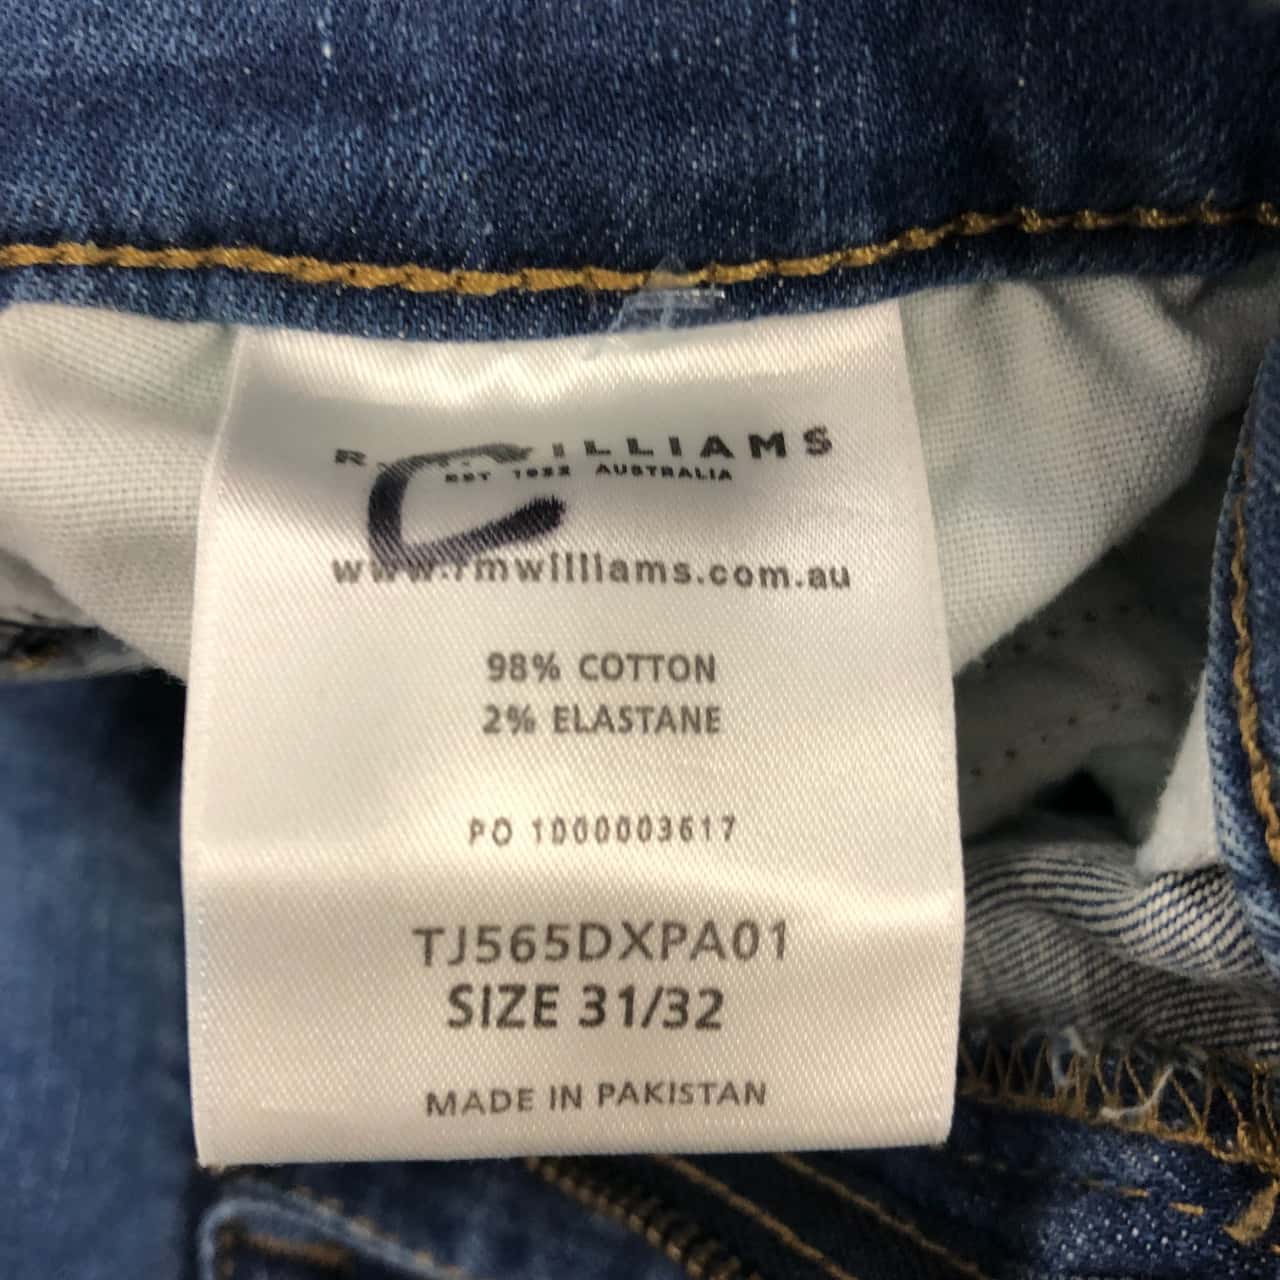 WILLIAMS
EST 1932 AUSTRALIA
www.rmwilliams.com.au
98% COTTON
2% ELASTANE
PO 1000003617
TJ565DXPA01
SIZE 31/32
MADE IN PAKISTAN